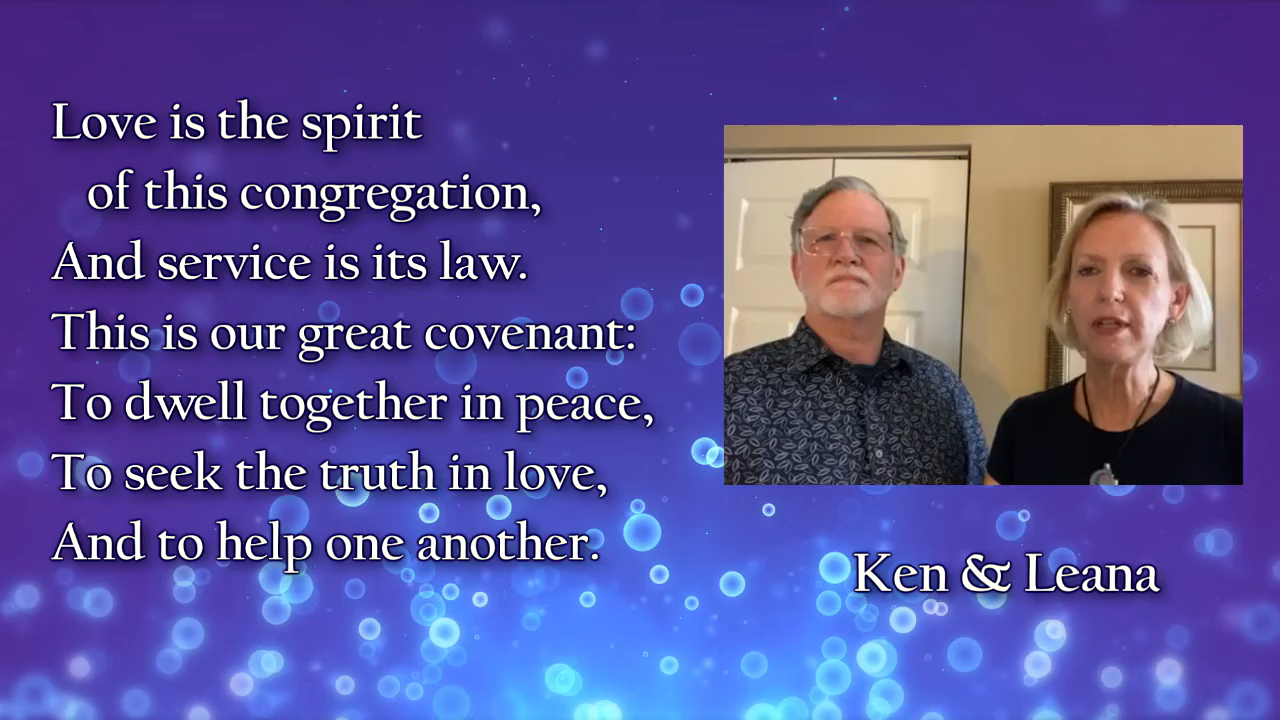 Love is the spirit
of this congregation,
And service is its law.
This is our great covenant:
To dwell together in peace,
To seek the truth in love,
And to help one another.
Ken & Leana